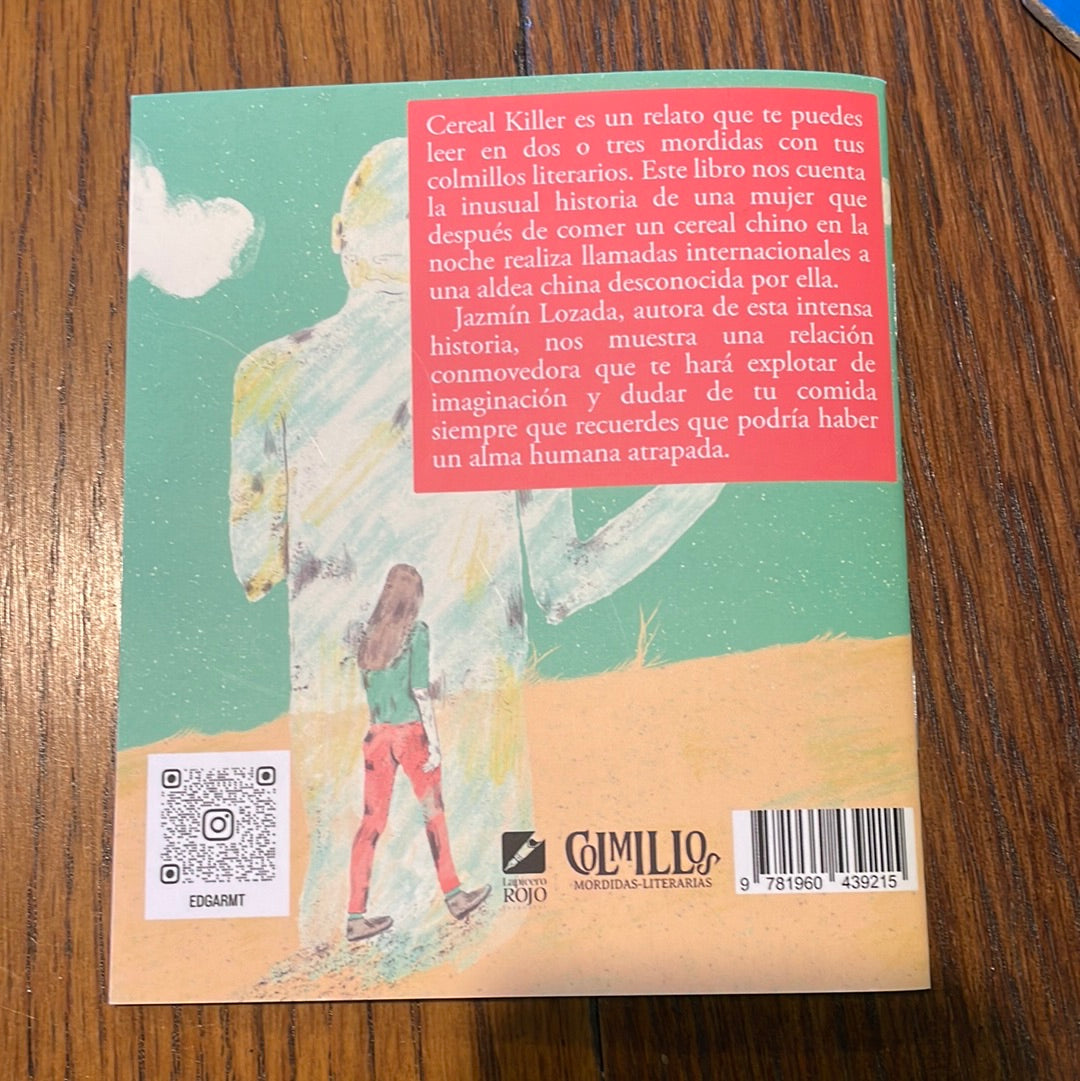 Cereal Killer es un relato que te puedes
leer en dos o tres mordidas con tus
colmillos literarios. Este libro nos cuenta
la inusual historia de una mujer que
después de comer un cereal chino en la
noche realiza llamadas internacionales a
una aldea china desconocida por ella.
Jazmín Lozada, autora de esta intensa
historia, nos muestra una relación
conmovedora que te hará explotar de
imaginación y dudar de tu comida
siempre que recuerdes que podría haber
un alma humana atrapada.
EDGARMT
Lapicero
ROJO
COLMILLOS
MORDIDAS-LITERARIAS
9 781960 439215